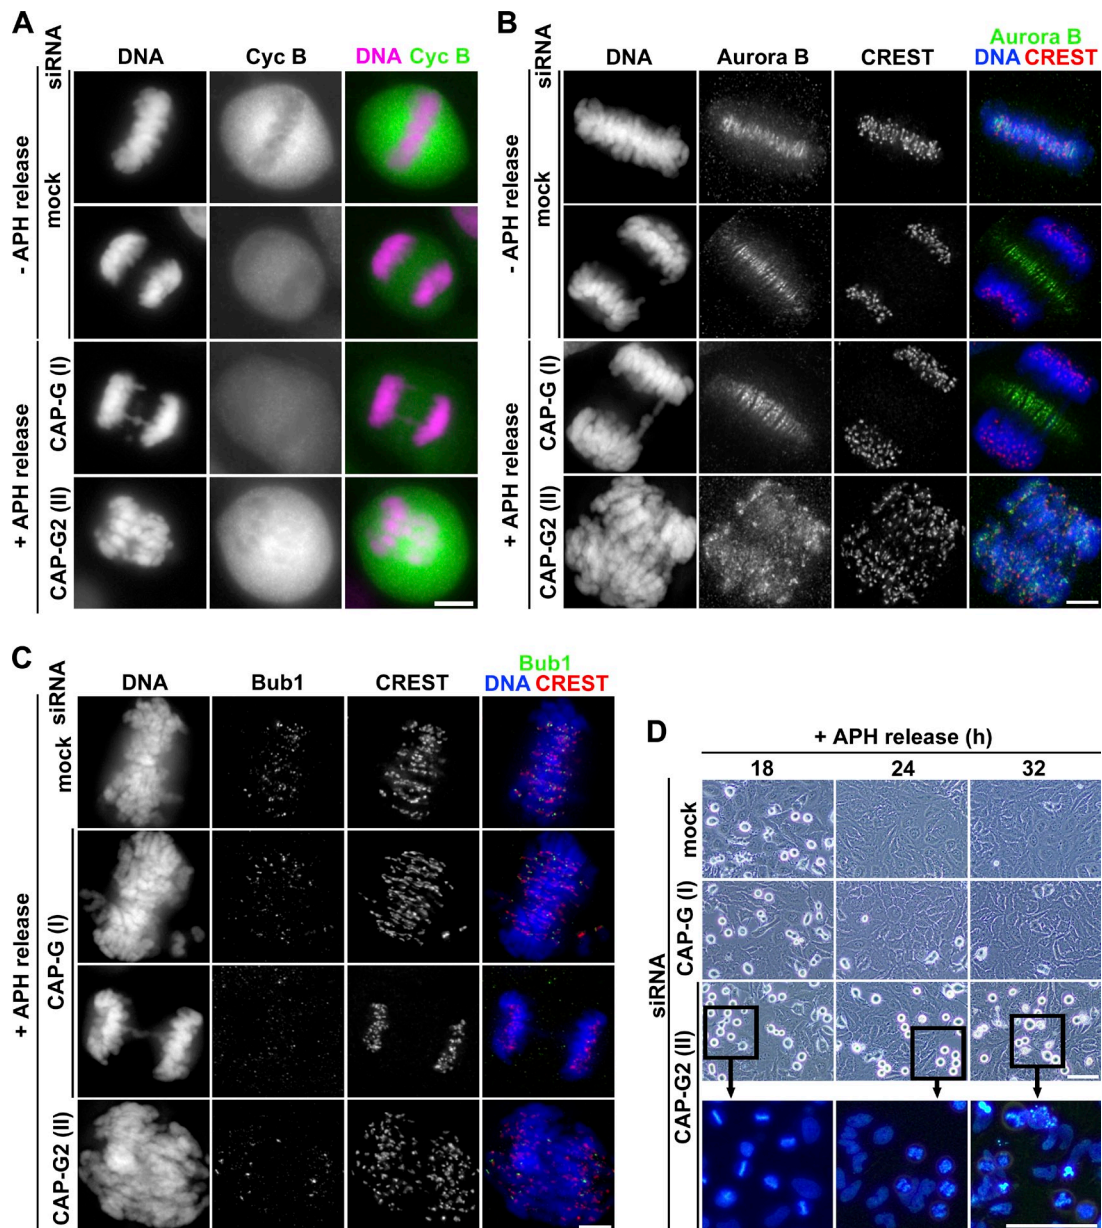 A
siRNA
DNA
Cyc B
DNA Cyc B
- APH release
mock
+ APH release
CAP-G (I)
CAP-G2 (II)
B
siRNA
DNA
Aurora B
CREST
Aurora B
DNA CREST
- APH release
mock
+ APH release
CAP-G (I)
CAP-G2 (II)
C
siRNA
DNA
Bub1
CREST
Bub1
DNA CREST
+ APH release
mock
CAP-G (I)
CAP-G2 (II)
D
+ APH release (h)
18
24
32
siRNA
mock
CAP-G (I)
CAP-G2 (II)